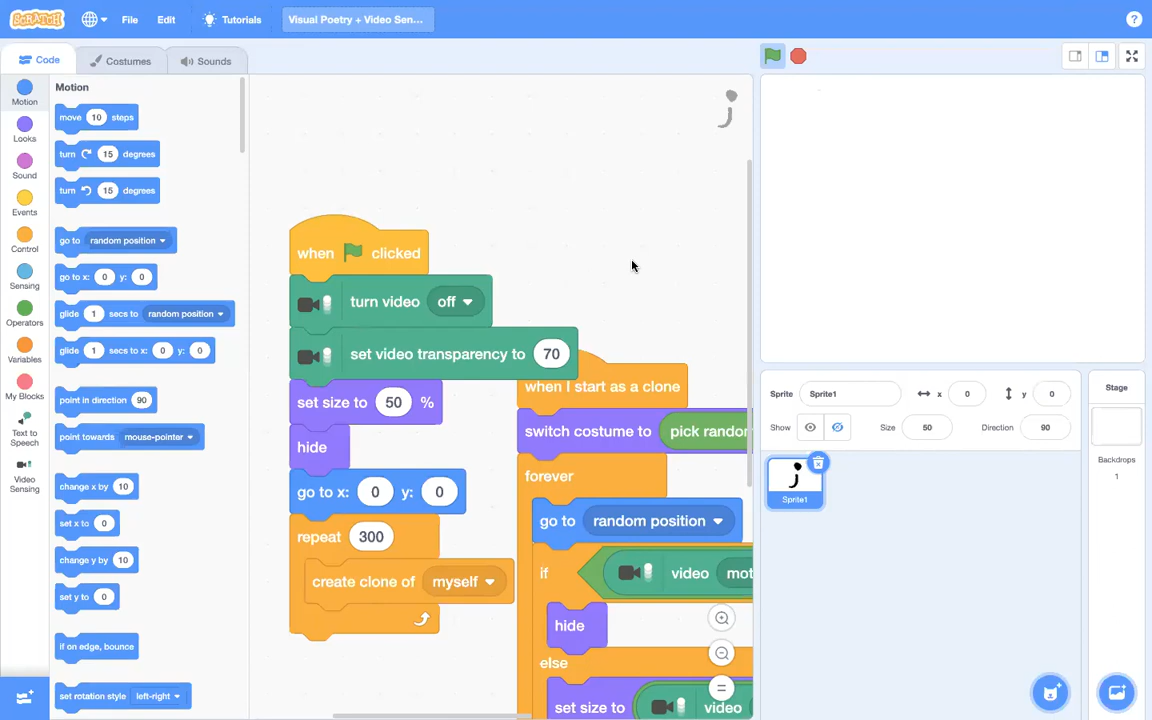 SCRATCH File Edit Tutorials Visual Poetry + Video Sen... ?
Code Costumes Sounds
Motion
Looks
Sound
Events
Control
Sensing
Operators
Variables
My Blocks
Text to
Speech
Video
Sensing
Motion
move 10 steps
turn 15 degrees
turn 15 degrees
go to random position
go to x: 0 y: 0
glide 1 secs to random position
glide 1 secs to x: 0 y: 0
point in direction 90
point towards mouse-pointer
change x by 10
set x to 0
change y by 10
set y to 0
if on edge, bounce
set rotation style left-right
when clicked
turn video off
set video transparency to 70
set size to 50 %
hide
go to x: 0 y: 0
repeat 300
create clone of myself
when I start as a clone
switch costume to pick random
forever
go to random position
if video mot
hide
else
set size to video
Sprite Sprite1 x 0 y 0
Show Size 50 Direction 90
Sprite1
Stage
Backdrops
1